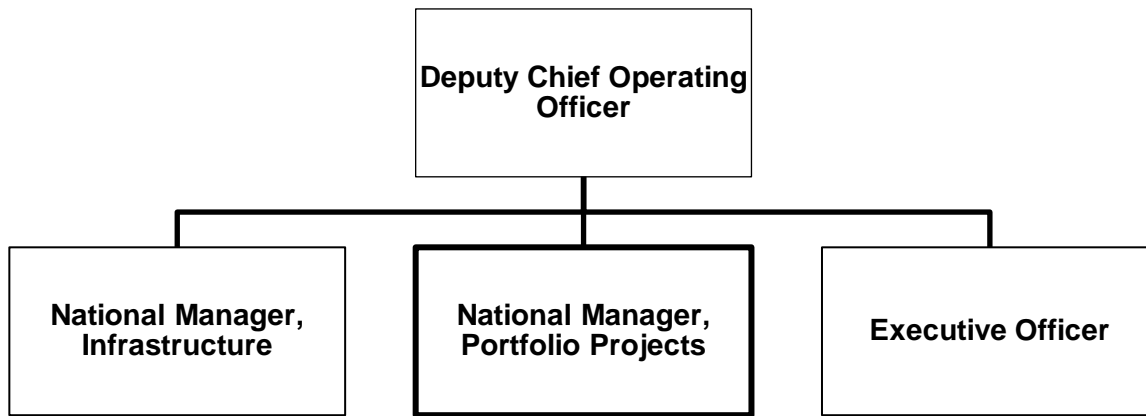 Deputy Chief Operating
Officer
National Manager,
Infrastructure
National Manager,
Portfolio Projects
Executive Officer